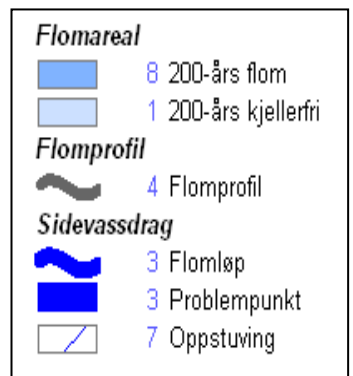 Flomareal
8 200-års flom
1 200-års kjellerfri
Flomprofil
4 Flomprofil
Sidevassdrag
3 Flomløp
3 Problempunkt
7 Oppstuving